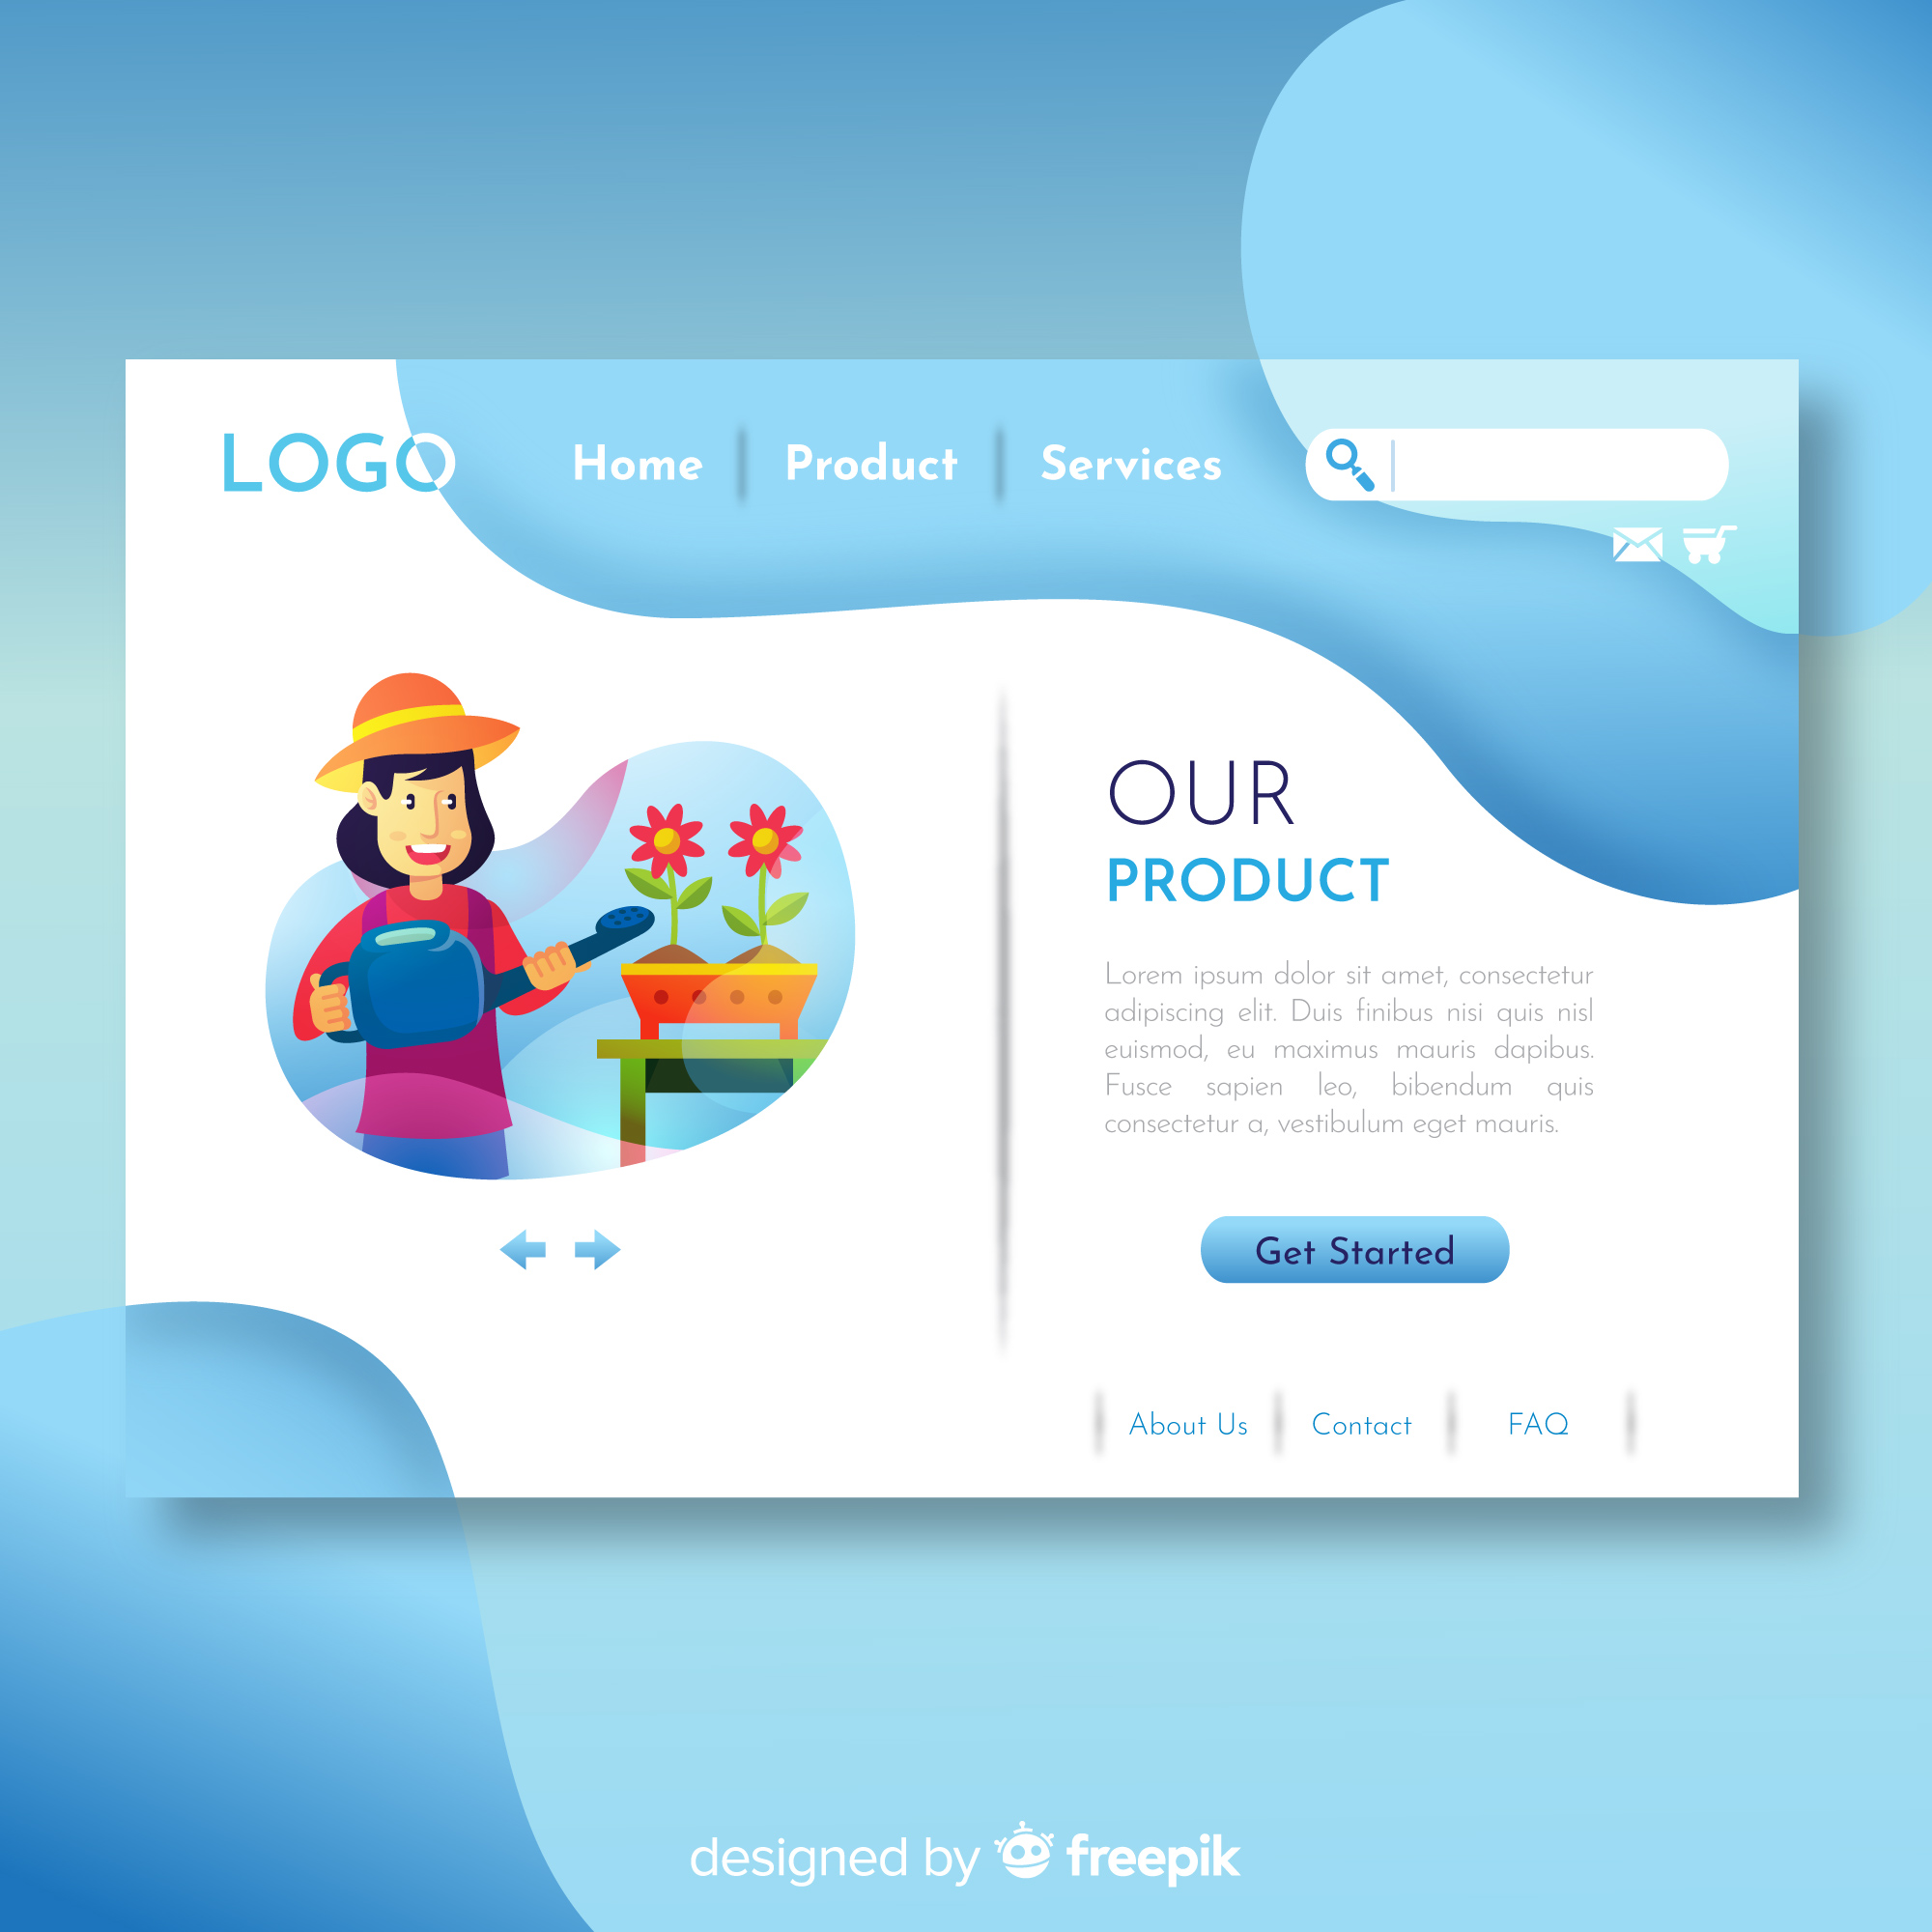 LOGO
Home Product Services
OUR
PRODUCT
Lorem ipsum dolor sit amet, consectetur
adipiscing elit. Duis finibus nisi quis nisl
euismod, eu maximus mauris dapibus.
Fusce sapien leo, bibendum quis
consectetur a, vestibulum eget mauris.
Get Started
About Us Contact FAQ
designed by freepik